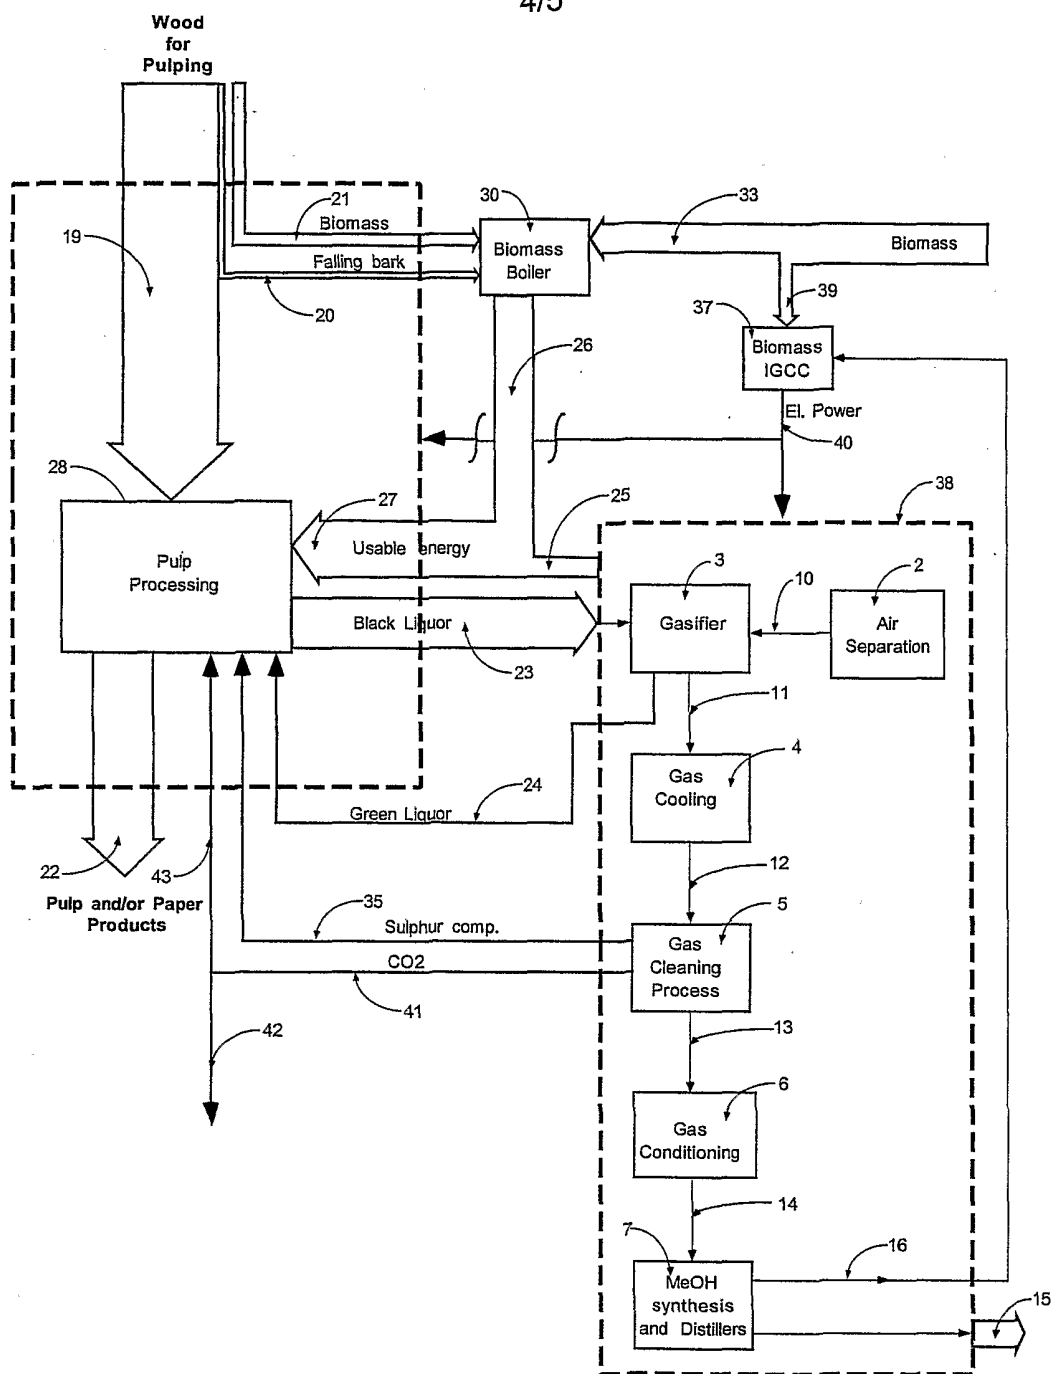 4/5
Wood
for
Pulping
21
30
33
Biomass
19
Biomass
Boiler
Biomass
Falling bark
39
20
37
26
Biomass
IGCC
El. Power
40
28
27
25
38
Usable energy
3
10
2
Pulp
Processing
Gasifier
Air
Separation
Black Liquor
23
11
4
Gas
Cooling
24
Green Liquor
12
22
43
5
Pulp and/or Paper
Products
35
Sulphur comp.
Gas
Cleaning
Process
CO2
41
42
13
6
Gas
Conditioning
14
7
16
MeOH
synthesis
and Distillers
15